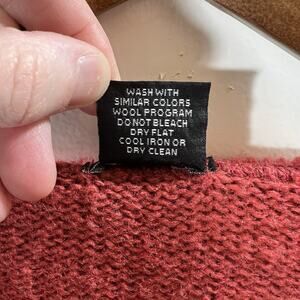 WASH WITH
SIMILAR COLORS
WOOL PROGRAM
DO NOT BLEACH
DRY FLAT
COOL IRON OR
DRY CLEAN